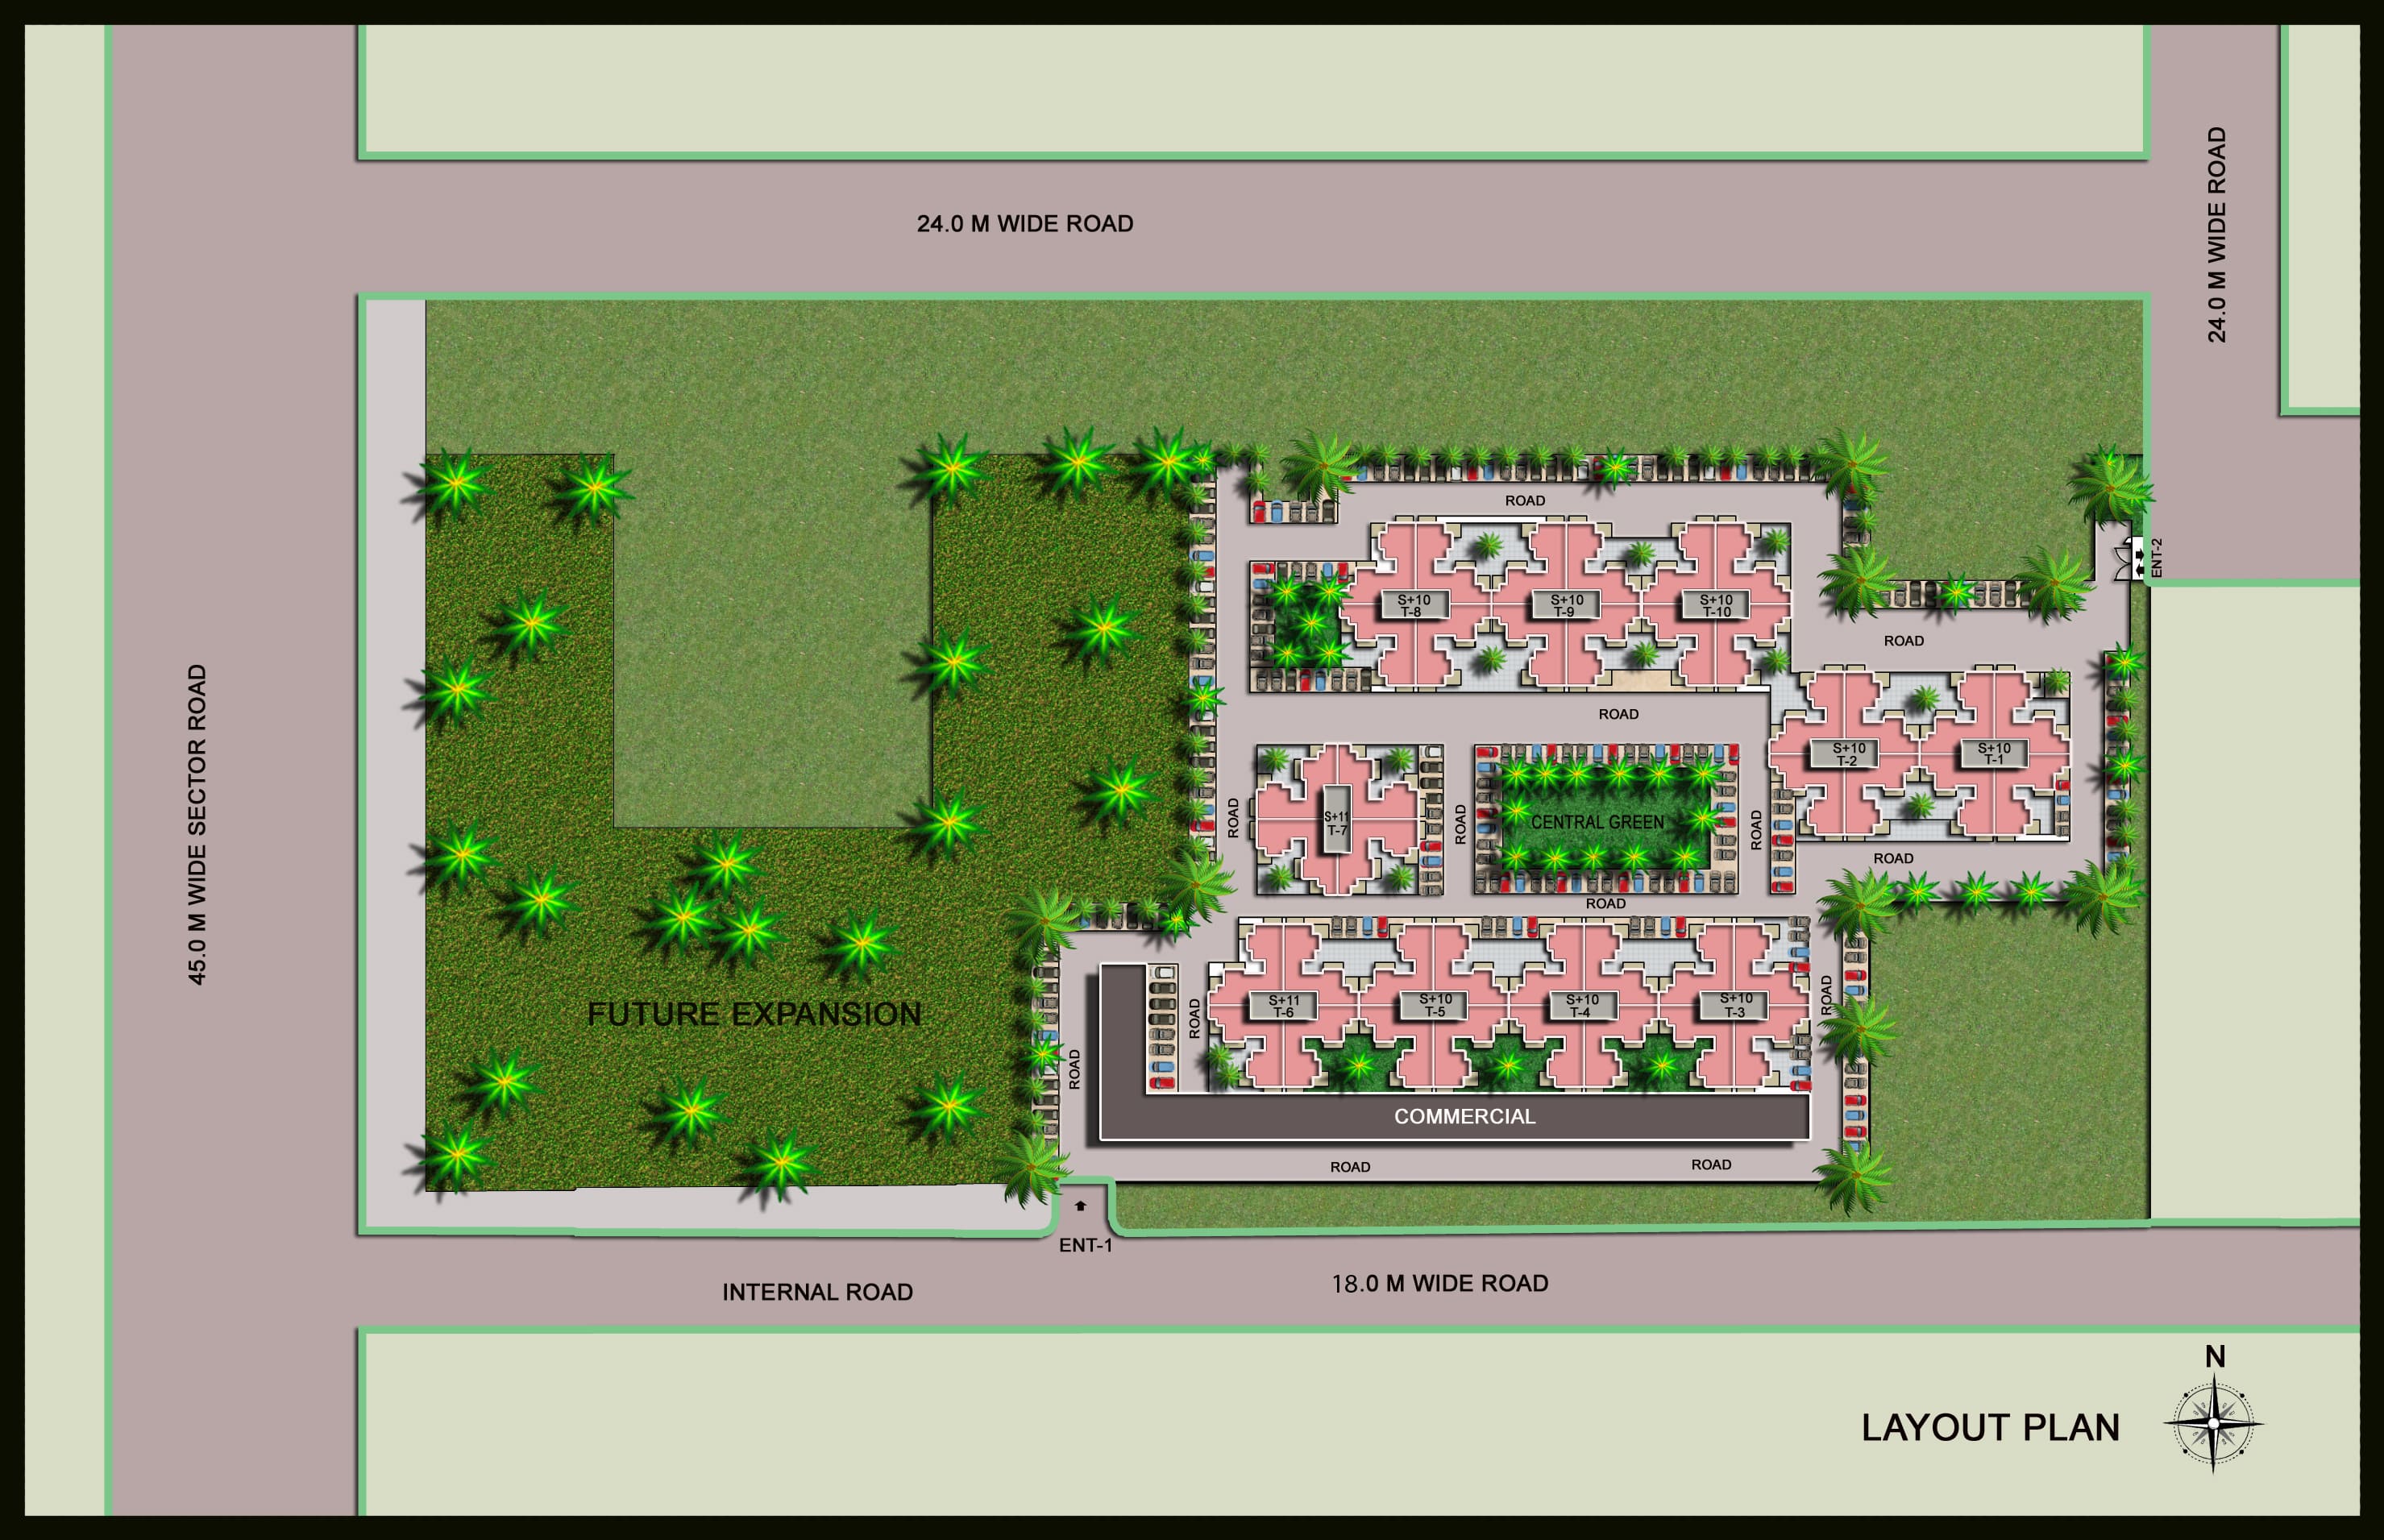 24.0 M WIDE ROAD
24.0 M WIDE ROAD
45.0 M WIDE SECTOR ROAD
ROAD
ENT-2
S+10
T-8
S+10
T-9
S+10
T-10
ROAD
ROAD
S+10
T-2
S+10
T-1
ROAD
S+11
T-7
ROAD
CENTRAL GREEN
ROAD
ROAD
ROAD
FUTURE EXPANSION
ROAD
ROAD
S+11
T-6
S+10
T-5
S+10
T-4
S+10
T-3
ROAD
COMMERCIAL
ROAD
ROAD
ENT-1
INTERNAL ROAD
18.0 M WIDE ROAD
N
LAYOUT PLAN